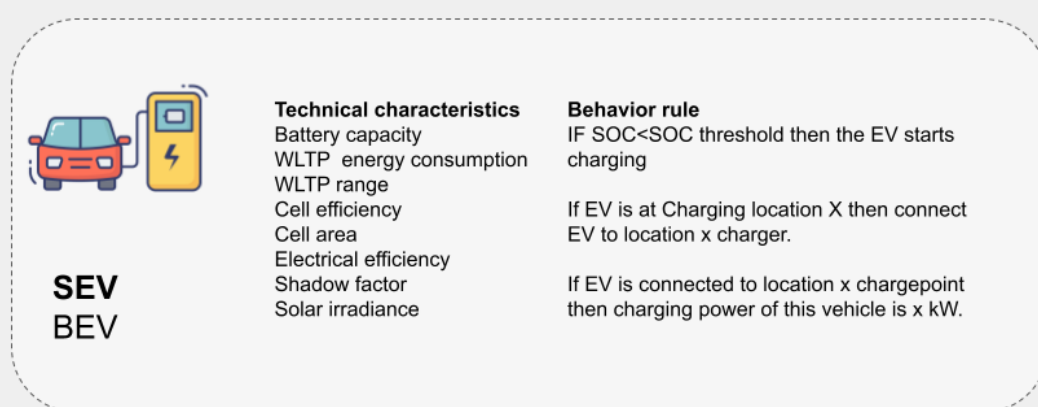 Technical characteristics
Battery capacity
WLTP energy consumption
WLTP range
Cell efficiency
Cell area
Electrical efficiency
Shadow factor
Solar irradiance
Behavior rule
IF SOC<SOC threshold then the EV starts
charging
If EV is at Charging location X then connect
EV to location x charger.
If EV is connected to location x chargepoint
then charging power of this vehicle is x kW.
SEV
BEV